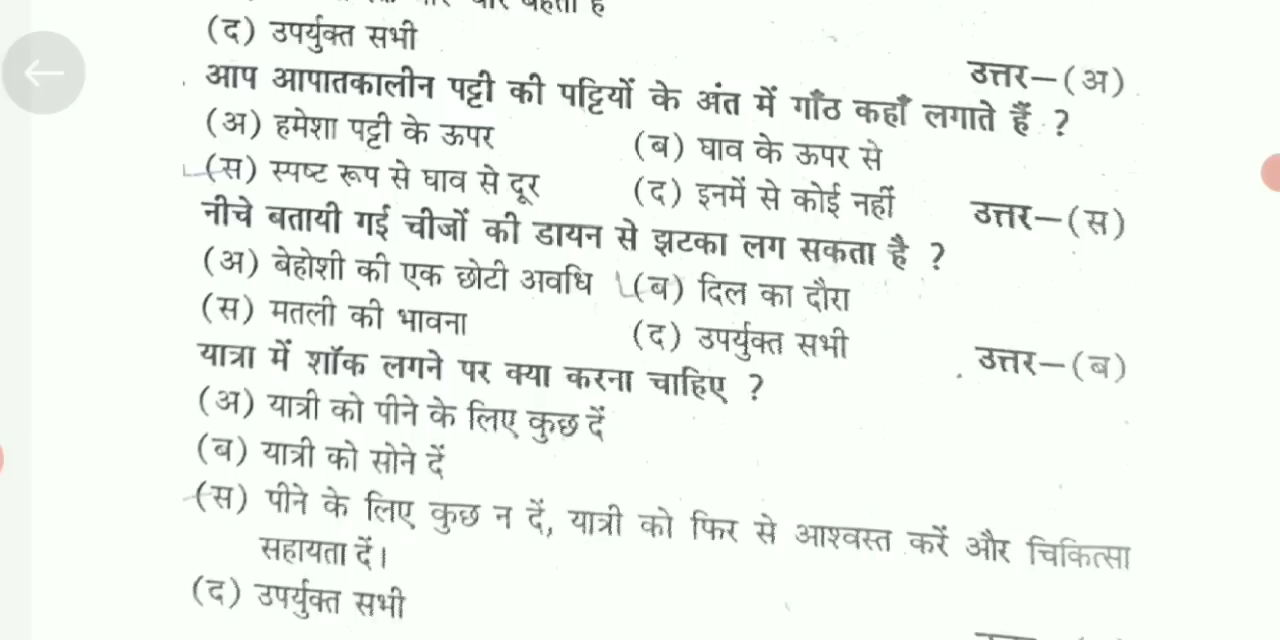 बहता है
(द) उपर्युक्त सभी
उत्तर–(अ)
आप आपातकालीन पट्टी की पट्टियों के अंत में गाँठ कहाँ लगाते हैं ?
(अ) हमेशा पट्टी के ऊपर (ब) घाव के ऊपर से
(स) स्पष्ट रूप से घाव से दूर (द) इनमें से कोई नहीं उत्तर–(स)
नीचे बतायी गई चीजों की डायन से झटका लग सकता है ?
(अ) बेहोशी की एक छोटी अवधि (ब) दिल का दौरा
(स) मतली की भावना (द) उपर्युक्त सभी उत्तर–(ब)
यात्रा में शॉक लगने पर क्या करना चाहिए ?
(अ) यात्री को पीने के लिए कुछ दें
(ब) यात्री को सोने दें
(स) पीने के लिए कुछ न दें, यात्री को फिर से आश्वस्त करें और चिकित्सा
सहायता दें।
(द) उपर्युक्त सभी